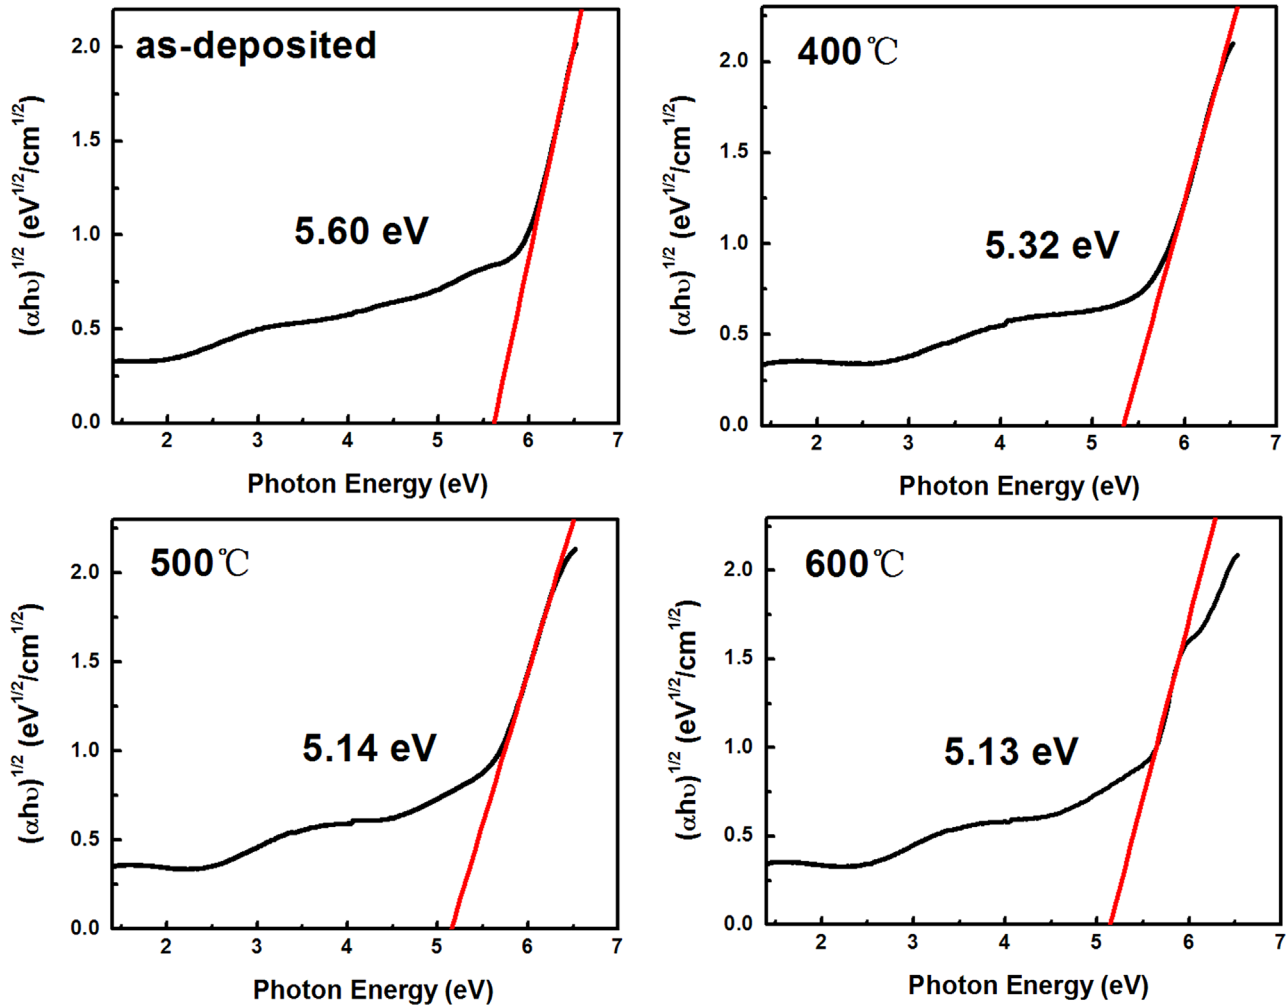 as-deposited
5.60 eV
(αhυ)1/2 (eV1/2/cm1/2)
2.0
1.5
1.0
0.5
0.0
2 3 4 5 6 7
Photon Energy (eV)
400℃
5.32 eV
(αhυ)1/2 (eV1/2/cm1/2)
2.0
1.5
1.0
0.5
0.0
2 3 4 5 6 7
Photon Energy (eV)
500℃
5.14 eV
(αhυ)1/2 (eV1/2/cm1/2)
2.0
1.5
1.0
0.5
0.0
2 3 4 5 6 7
Photon Energy (eV)
600℃
5.13 eV
(αhυ)1/2 (eV1/2/cm1/2)
2.0
1.5
1.0
0.5
0.0
2 3 4 5 6 7
Photon Energy (eV)